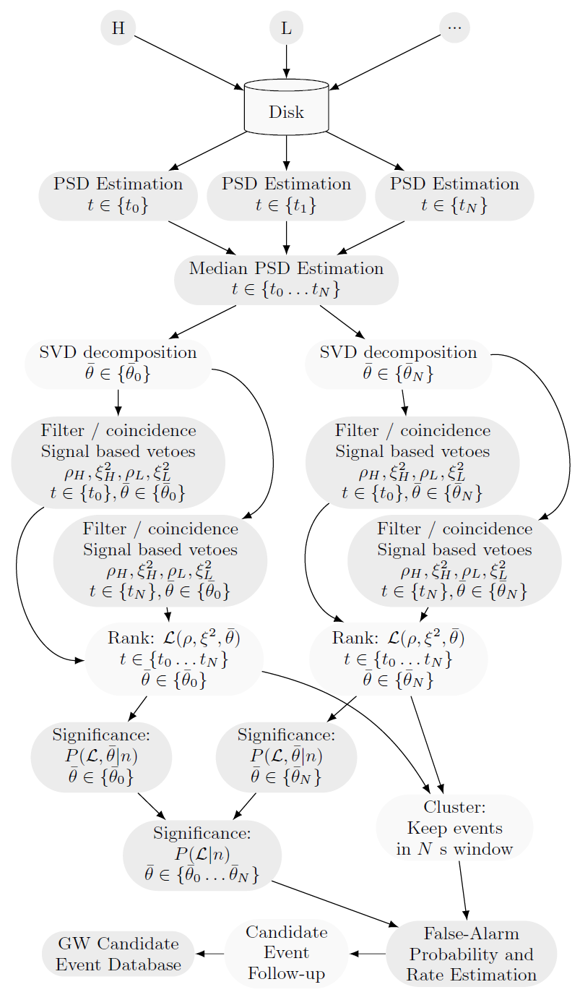 H
L
...
Disk
PSD Estimation
t ∈ {t₀}
PSD Estimation
t ∈ {t₁}
PSD Estimation
t ∈ {t_N}
Median PSD Estimation
t ∈ {t₀ … t_N}
SVD decomposition
θ̄ ∈ {θ̄₀}
SVD decomposition
θ̄ ∈ {θ̄_N}
Filter / coincidence
Signal based vetoes
ρ_H, ξ²_H, ρ_L, ξ²_L
t ∈ {t₀}, θ̄ ∈ {θ̄₀}
Filter / coincidence
Signal based vetoes
ρ_H, ξ²_H, ρ_L, ξ²_L
t ∈ {t₀}, θ̄ ∈ {θ̄_N}
Filter / coincidence
Signal based vetoes
ρ_H, ξ²_H, ρ_L, ξ²_L
t ∈ {t_N}, θ̄ ∈ {θ̄₀}
Filter / coincidence
Signal based vetoes
ρ_H, ξ²_H, ρ_L, ξ²_L
t ∈ {t_N}, θ̄ ∈ {θ̄_N}
Rank: ℒ(ρ, ξ², θ̄)
t ∈ {t₀ … t_N}
θ̄ ∈ {θ̄₀}
Rank: ℒ(ρ, ξ², θ̄)
t ∈ {t₀ … t_N}
θ̄ ∈ {θ̄_N}
Significance:
P(ℒ, θ̄|n)
θ̄ ∈ {θ̄₀}
Significance:
P(ℒ, θ̄|n)
θ̄ ∈ {θ̄_N}
Cluster:
Keep events
in N s window
Significance:
P(ℒ|n)
θ̄ ∈ {θ̄₀ … θ̄_N}
GW Candidate
Event Database
Candidate
Event
Follow-up
False-Alarm
Probability and
Rate Estimation